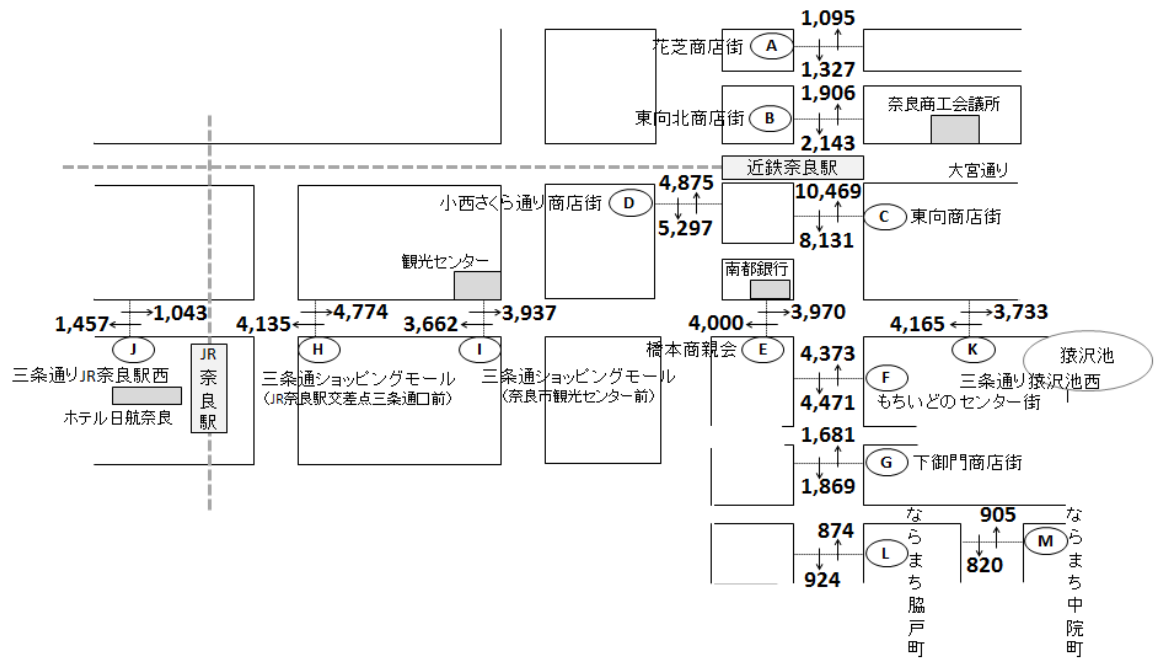 1,095
花芝商店街 A
1,327
1,906
東向北商店街 B
2,143
奈良商工会議所
近鉄奈良駅
大宮通り
小西さくら通り商店街 D
4,875
5,297
10,469
8,131
C 東向商店街
観光センター
南都銀行
1,043
1,457
4,774
4,135
3,937
3,662
3,970
4,000
3,733
4,165
J
三条通りJR奈良駅西
ホテル日航奈良
JR奈良駅
H
三条通ショッピングモール
(JR奈良駅交差点三条通口前)
I
三条通ショッピングモール
(奈良市観光センター前)
橋本商親会 E
K
三条通り猿沢池西
猿沢池
4,373
4,471
F
もちいどのセンター街
1,681
1,869
G 下御門商店街
874
924
L
ならまち脇戸町
905
820
M
ならまち中院町